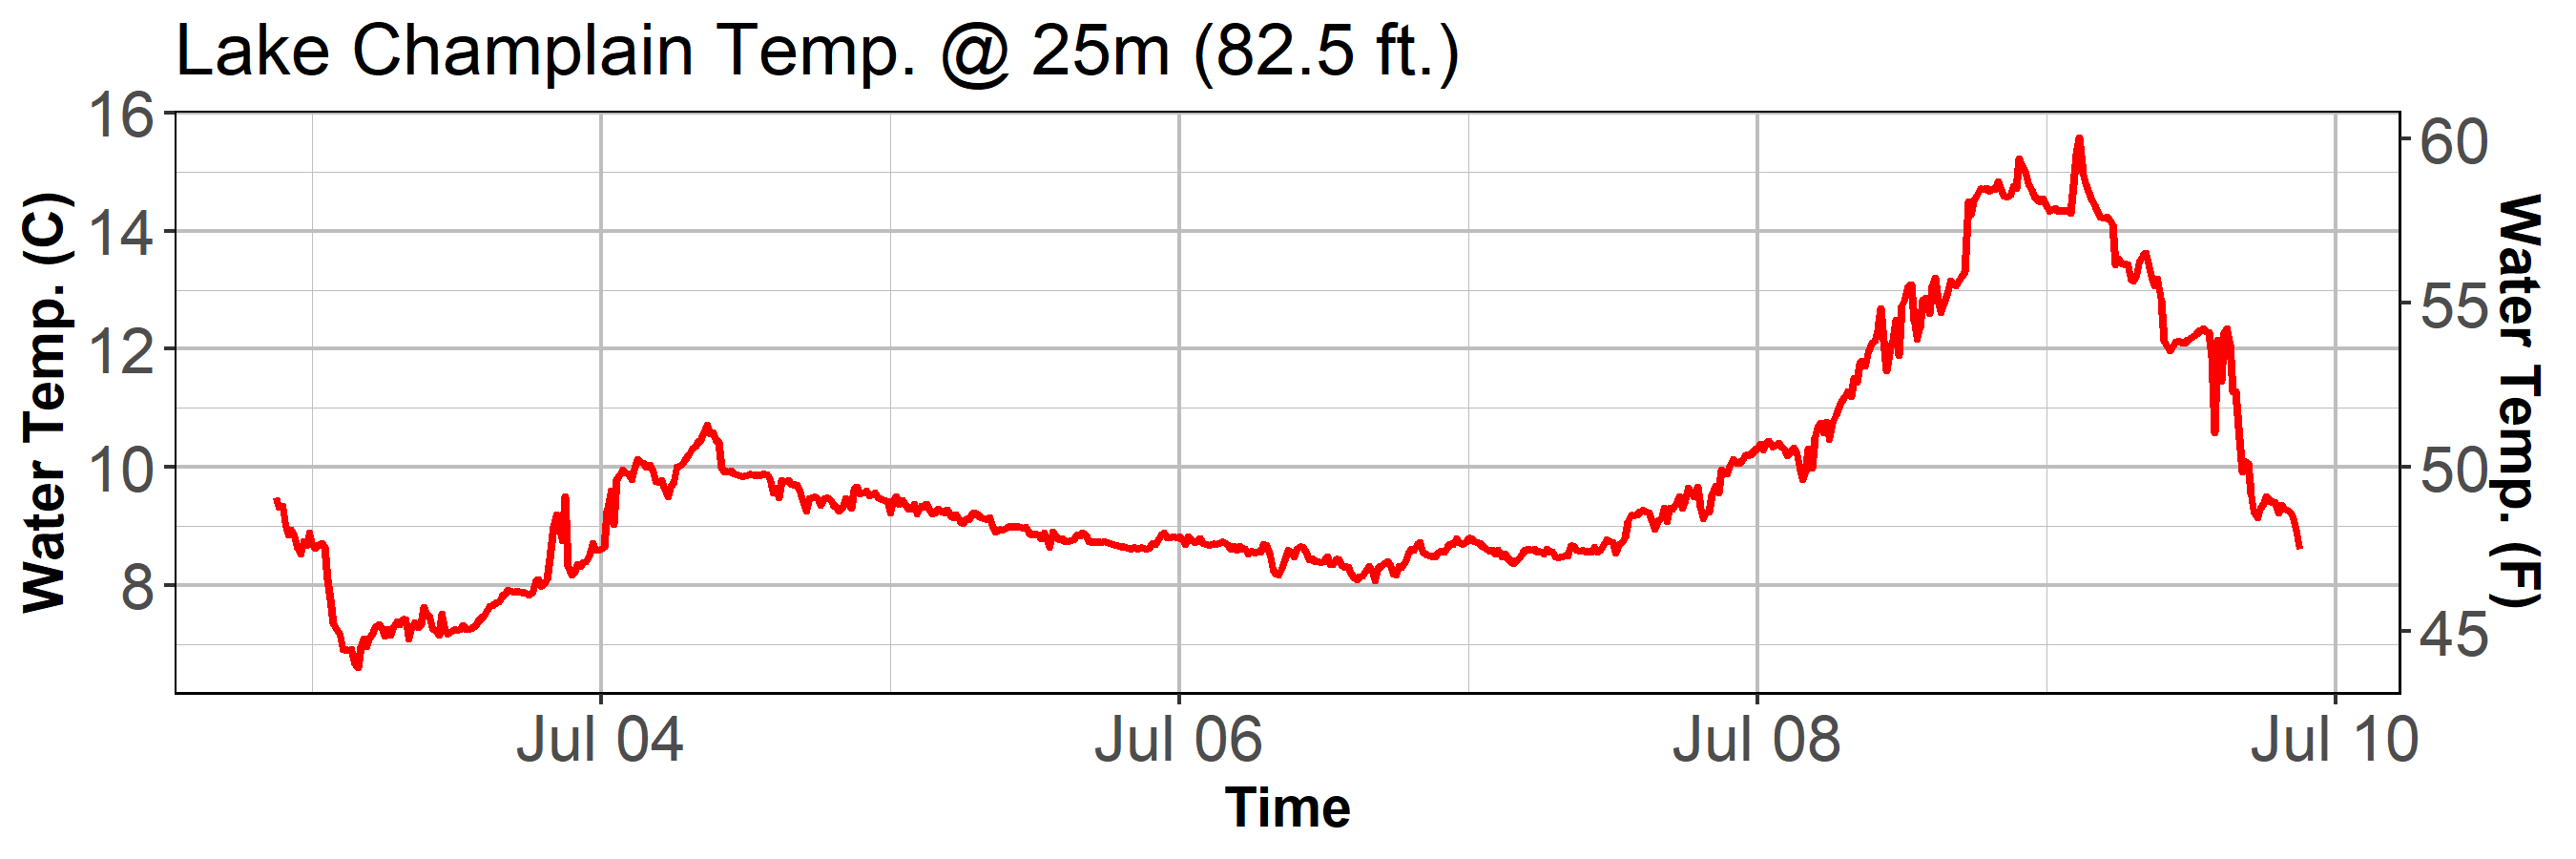 Lake Champlain Temp. @ 25m (82.5 ft.)
Water Temp. (C)
16
14
12
10
8
60
55
50
45
Water Temp. (F)
Jul 04
Jul 06
Jul 08
Jul 10
Time